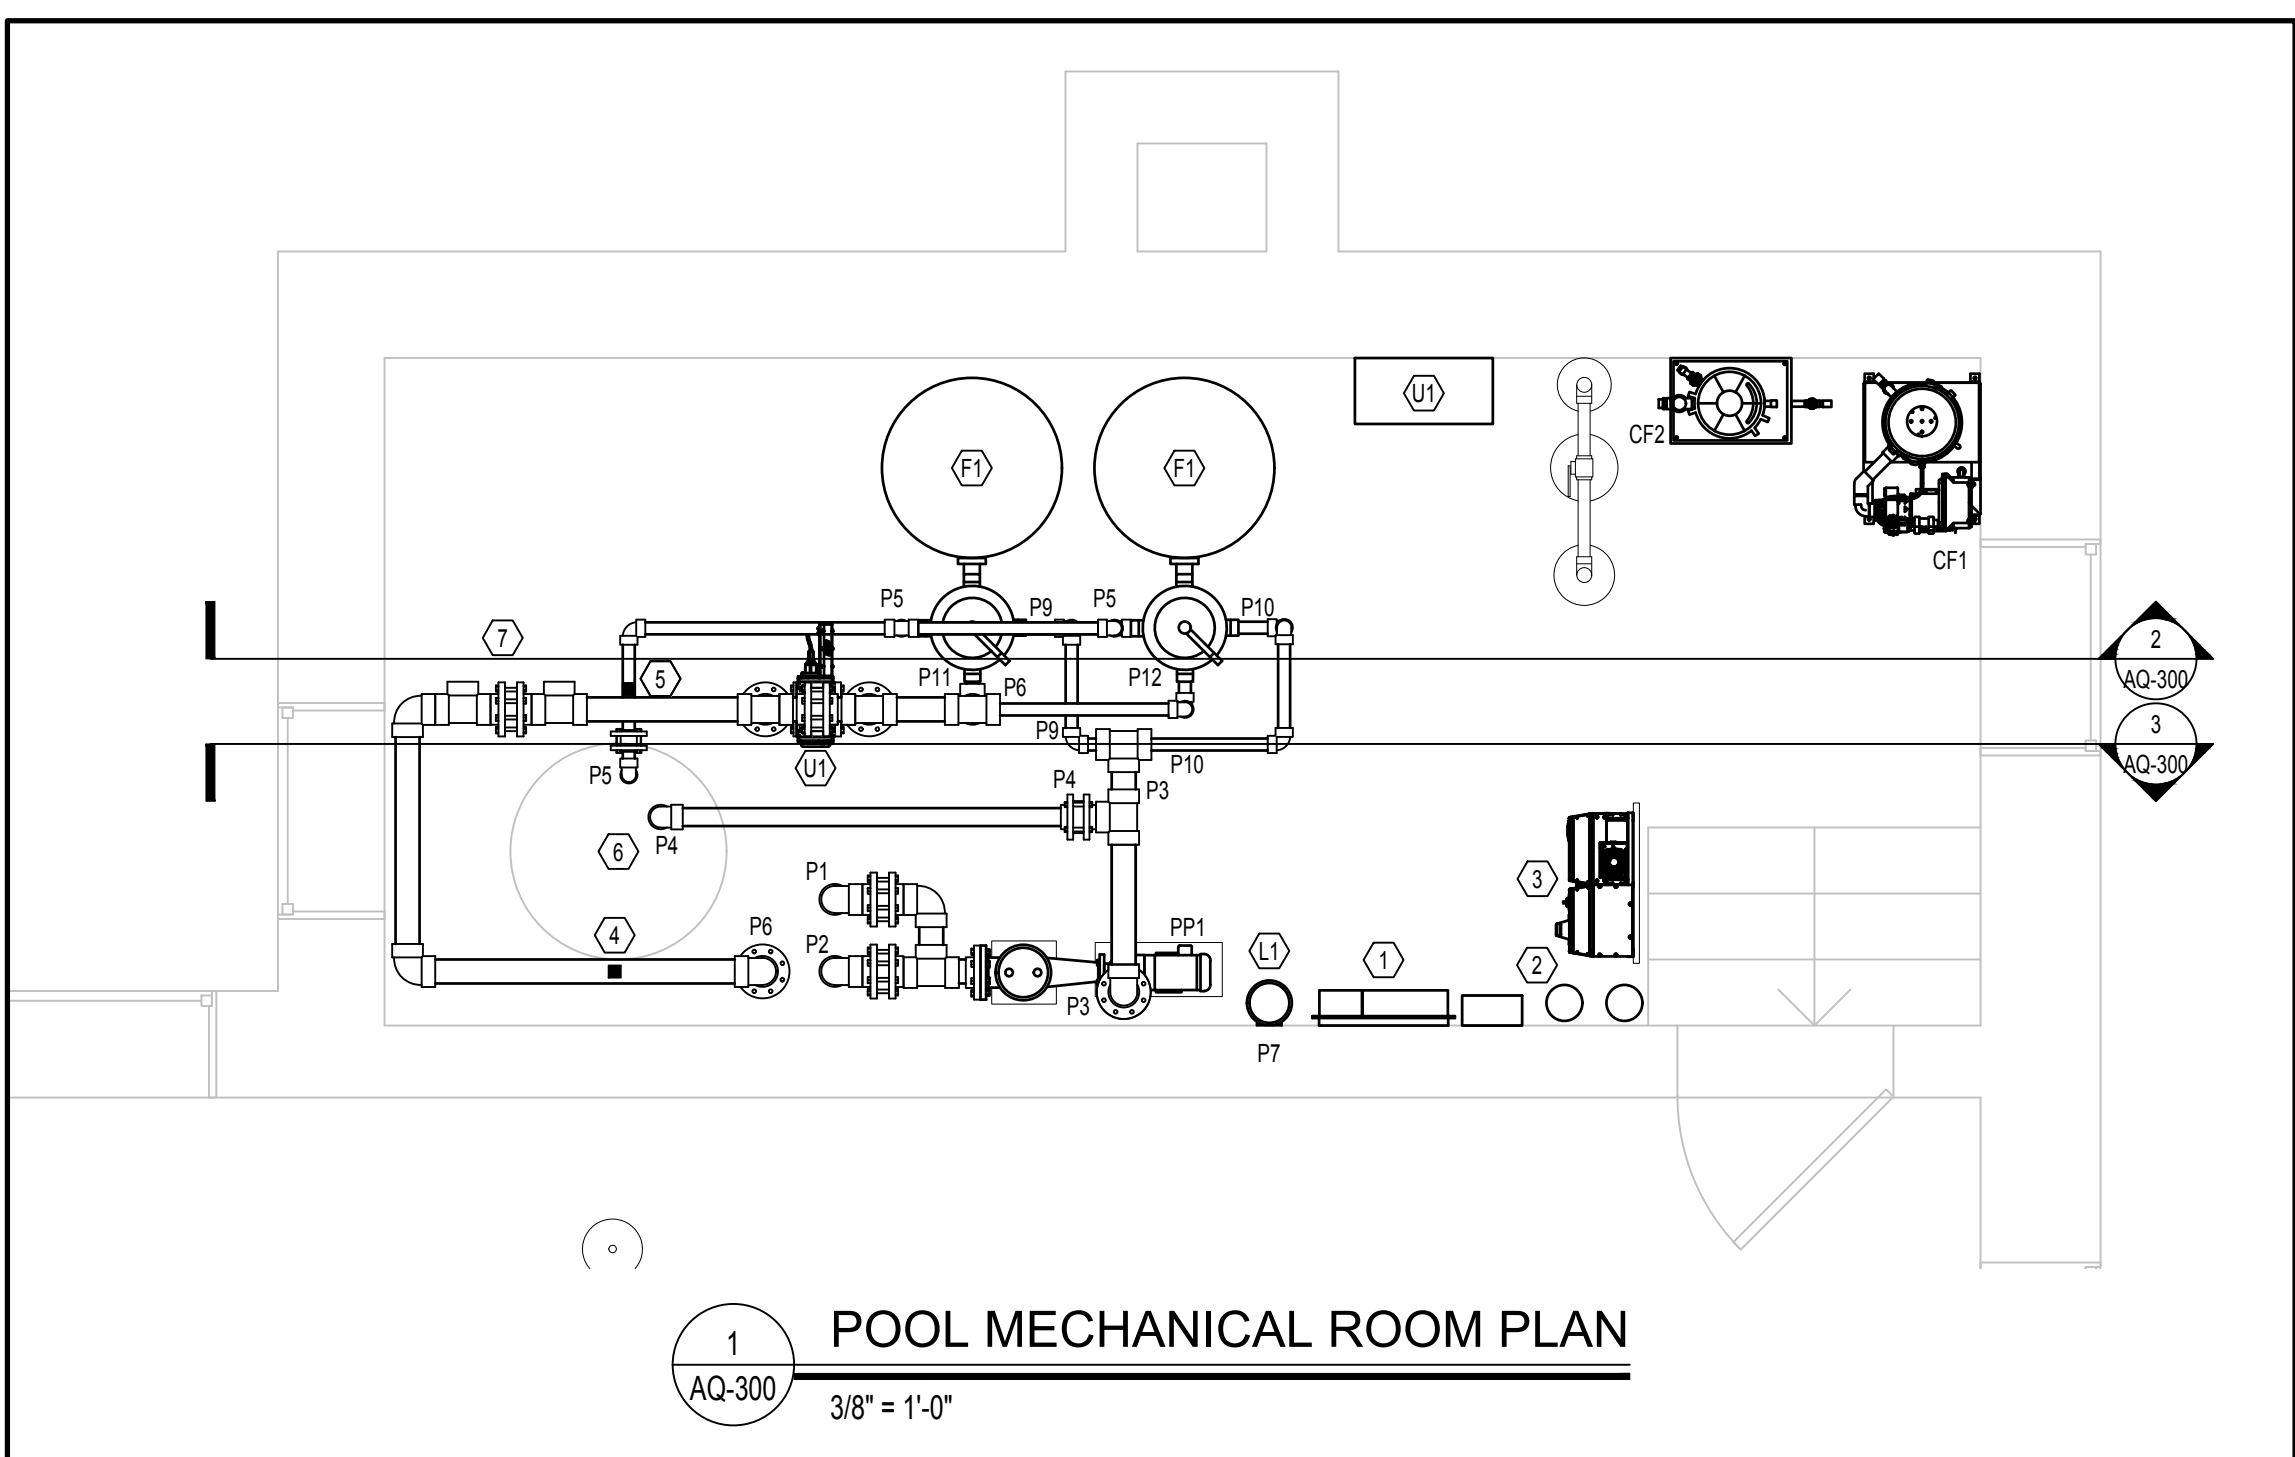 U1
CF2
F1
F1
CF1
P5
P9
P5
P10
7
2
AQ-300
5
P11
P6
P12
3
AQ-300
P9
P10
U1
P5
P4
P3
6
P4
P1
3
4
P6
P2
PP1
L1
1
2
P3
P7
1
AQ-300
POOL MECHANICAL ROOM PLAN
3/8" = 1'-0"